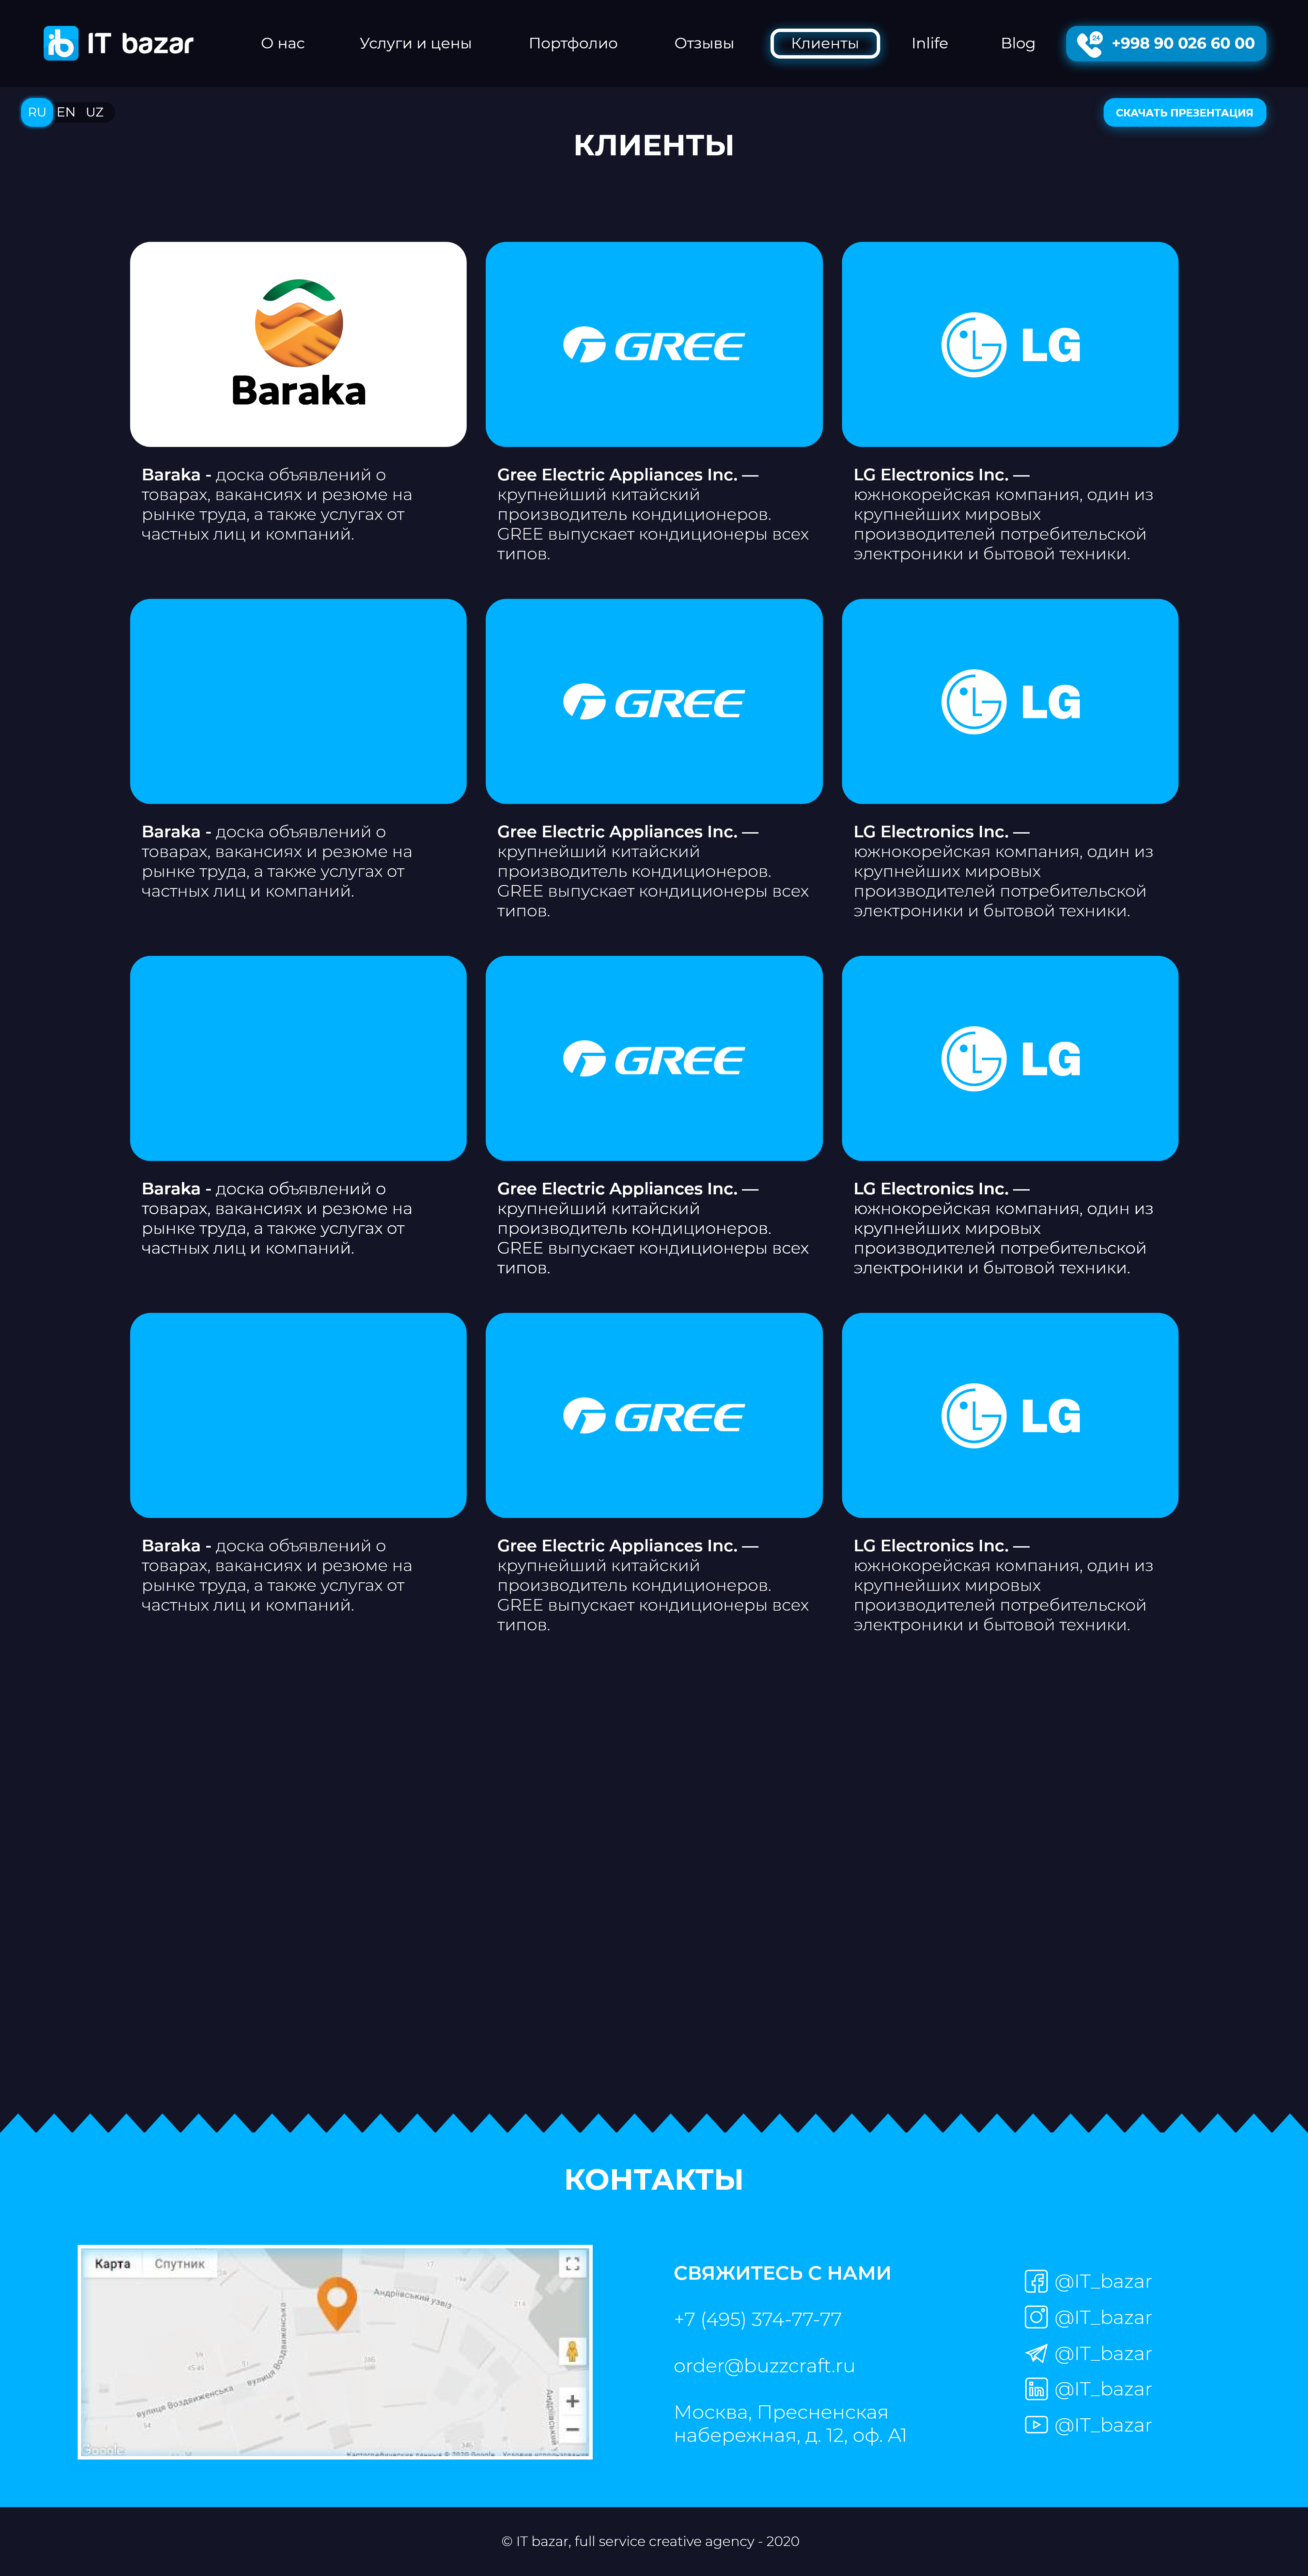 IT bazar
О нас
Услуги и цены
Портфолио
Отзывы
Клиенты
Inlife
Blog
24
+998 90 026 60 00
RU EN UZ
СКАЧАТЬ ПРЕЗЕНТАЦИЯ
КЛИЕНТЫ
Baraka
GREE
LG
Baraka - доска объявлений о
товарах, вакансиях и резюме на
рынке труда, а также услугах от
частных лиц и компаний.
Gree Electric Appliances Inc. —
крупнейший китайский
производитель кондиционеров.
GREE выпускает кондиционеры всех
типов.
LG Electronics Inc. —
южнокорейская компания, один из
крупнейших мировых
производителей потребительской
электроники и бытовой техники.
GREE
LG
Baraka - доска объявлений о
товарах, вакансиях и резюме на
рынке труда, а также услугах от
частных лиц и компаний.
Gree Electric Appliances Inc. —
крупнейший китайский
производитель кондиционеров.
GREE выпускает кондиционеры всех
типов.
LG Electronics Inc. —
южнокорейская компания, один из
крупнейших мировых
производителей потребительской
электроники и бытовой техники.
GREE
LG
Baraka - доска объявлений о
товарах, вакансиях и резюме на
рынке труда, а также услугах от
частных лиц и компаний.
Gree Electric Appliances Inc. —
крупнейший китайский
производитель кондиционеров.
GREE выпускает кондиционеры всех
типов.
LG Electronics Inc. —
южнокорейская компания, один из
крупнейших мировых
производителей потребительской
электроники и бытовой техники.
GREE
LG
Baraka - доска объявлений о
товарах, вакансиях и резюме на
рынке труда, а также услугах от
частных лиц и компаний.
Gree Electric Appliances Inc. —
крупнейший китайский
производитель кондиционеров.
GREE выпускает кондиционеры всех
типов.
LG Electronics Inc. —
южнокорейская компания, один из
крупнейших мировых
производителей потребительской
электроники и бытовой техники.
КОНТАКТЫ
Карта
Спутник
Андріївський узвіз
вулиця Воздвиженська
вулиця Воздвиженська
Google
СВЯЖИТЕСЬ С НАМИ
+7 (495) 374-77-77
order@buzzcraft.ru
Москва, Пресненская
набережная, д. 12, оф. А1
@IT_bazar
@IT_bazar
@IT_bazar
@IT_bazar
@IT_bazar
© IT bazar, full service creative agency - 2020